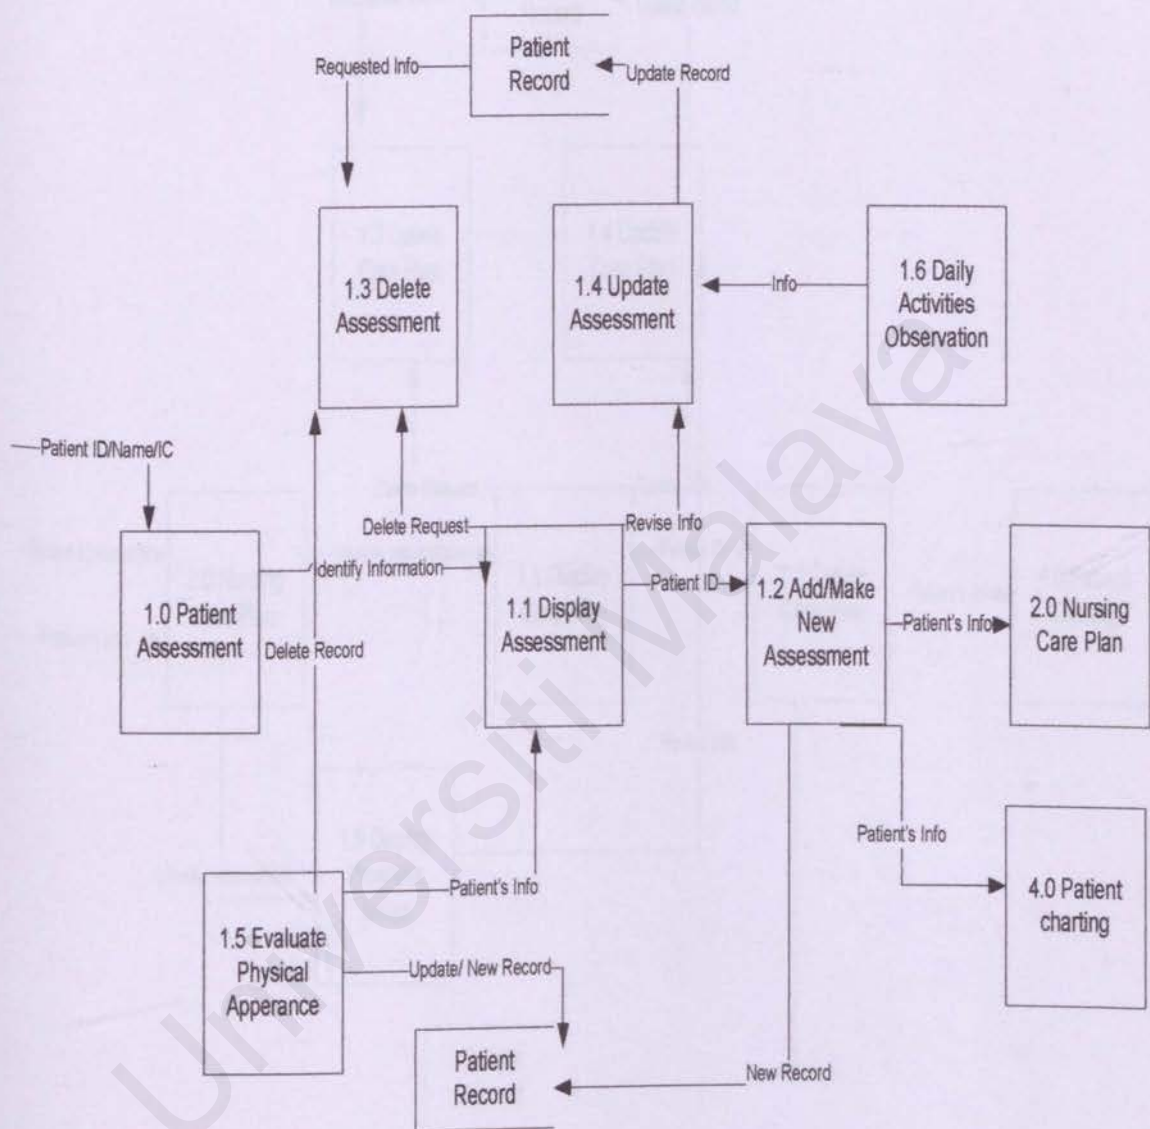 Patient
Record
Requested Info
Update Record
1.3 Delete
Assessment
1.4 Update
Assessment
Info
1.6 Daily
Activities
Observation
Patient ID/Name/IC
Delete Request
Revise Info
Identify Information
1.0 Patient
Assessment
Delete Record
1.1 Display
Assessment
Patient ID
1.2 Add/Make
New
Assessment
Patient's Info
2.0 Nursing
Care Plan
Patient's Info
4.0 Patient
charting
1.5 Evaluate
Physical
Apperance
Patient's Info
Update/ New Record
Patient
Record
New Record
Universiti Malaya